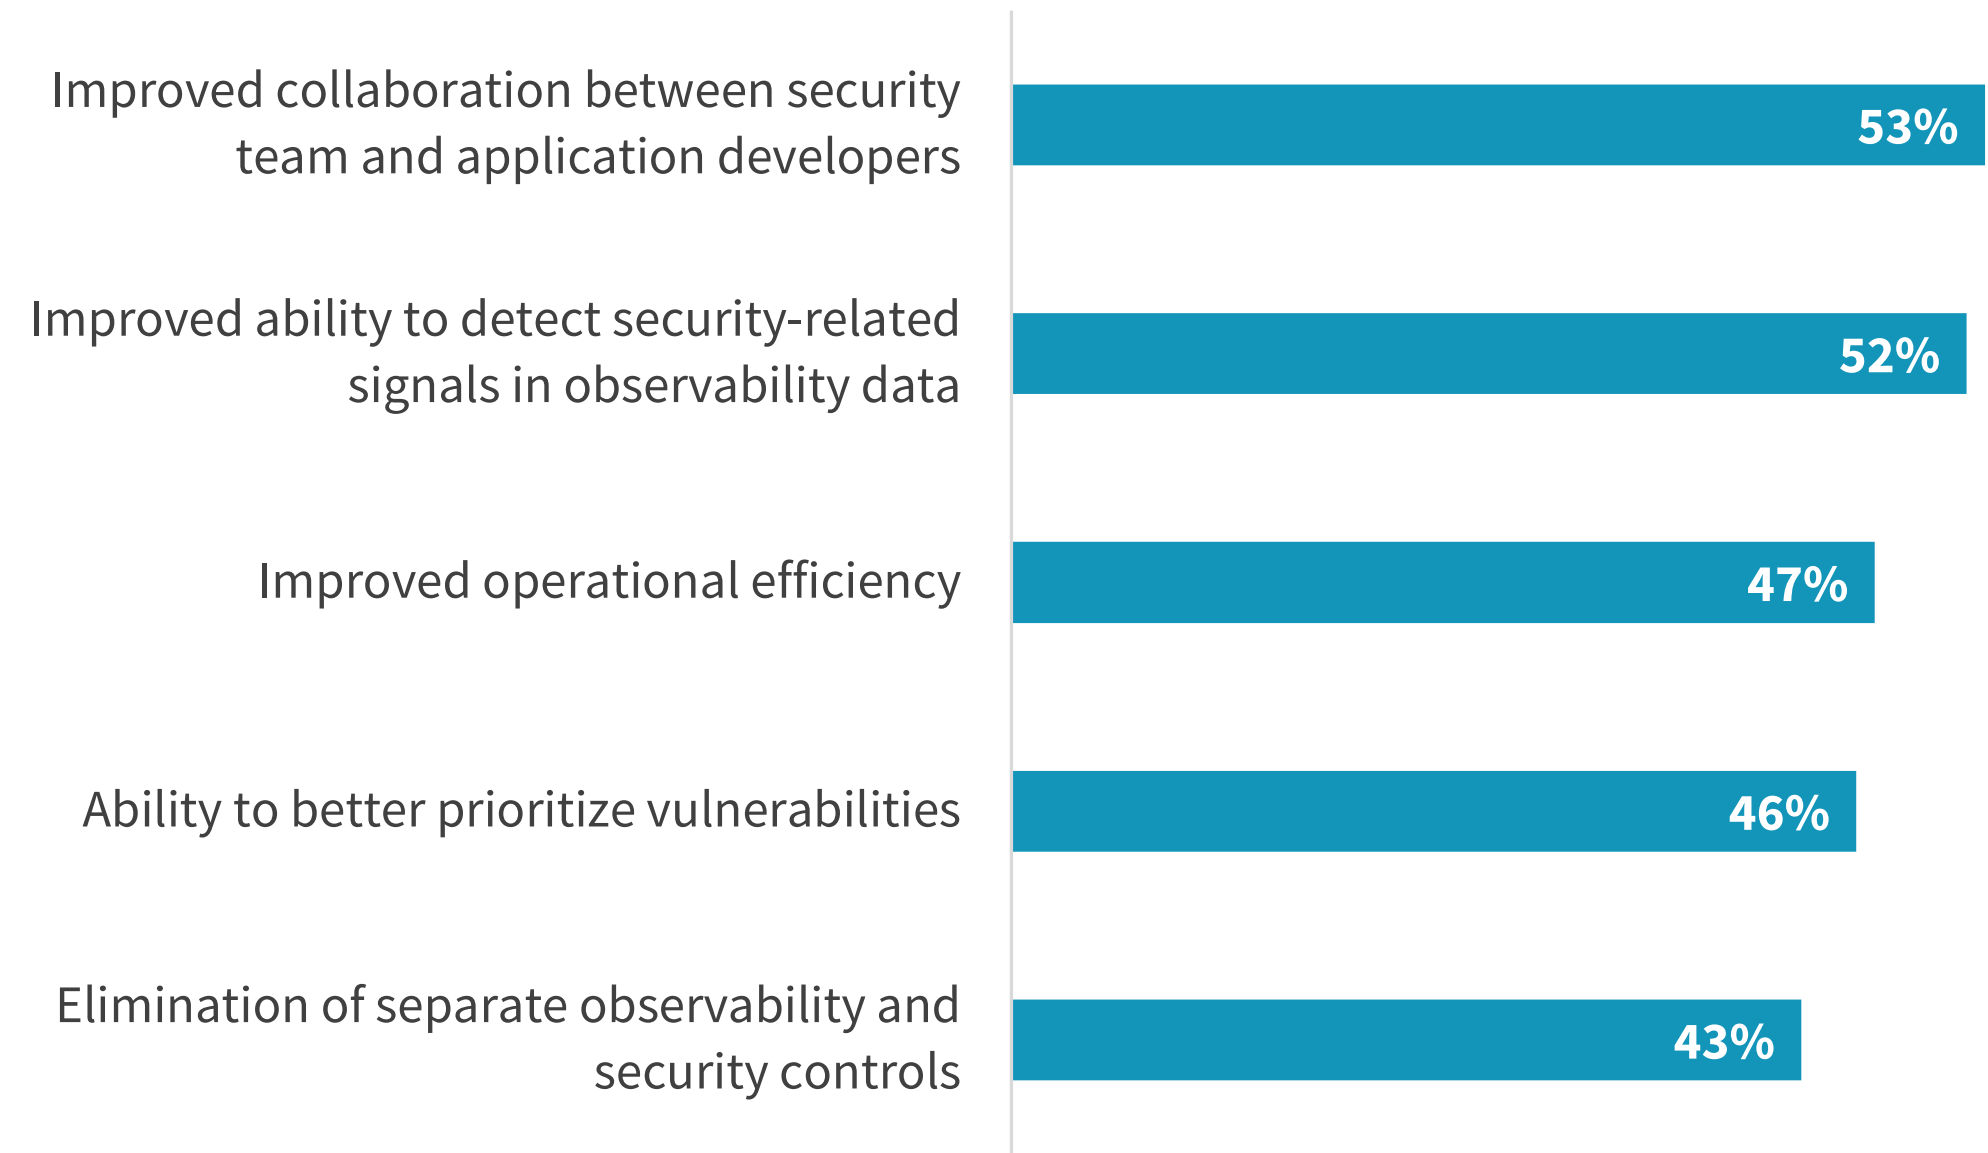 Improved collaboration between security
team and application developers
53%
Improved ability to detect security-related
signals in observability data
52%
Improved operational efficiency
47%
Ability to better prioritize vulnerabilities
46%
Elimination of separate observability and
security controls
43%